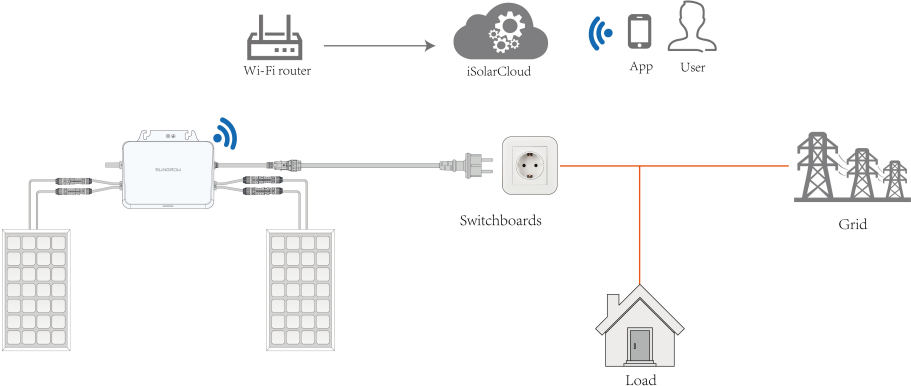 Wi-Fi router
iSolarCloud
App
User
SUNGROW
Switchboards
Grid
Load